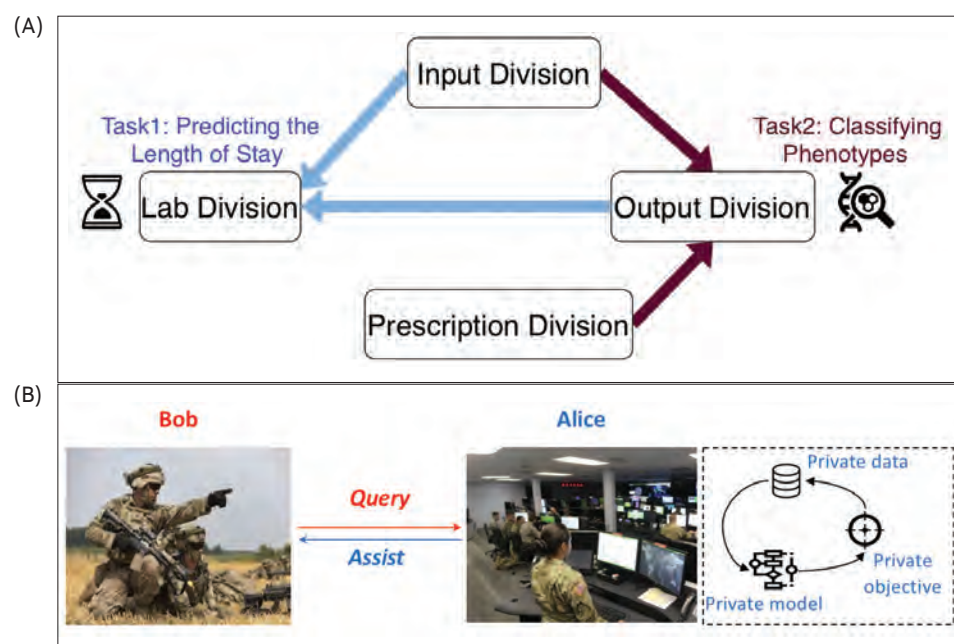 (A)
Input Division
Task1: Predicting the
Length of Stay
Task2: Classifying
Phenotypes
Lab Division
Output Division
Prescription Division
(B)
Bob
Alice
Query
Assist
Private data
Private
objective
Private model